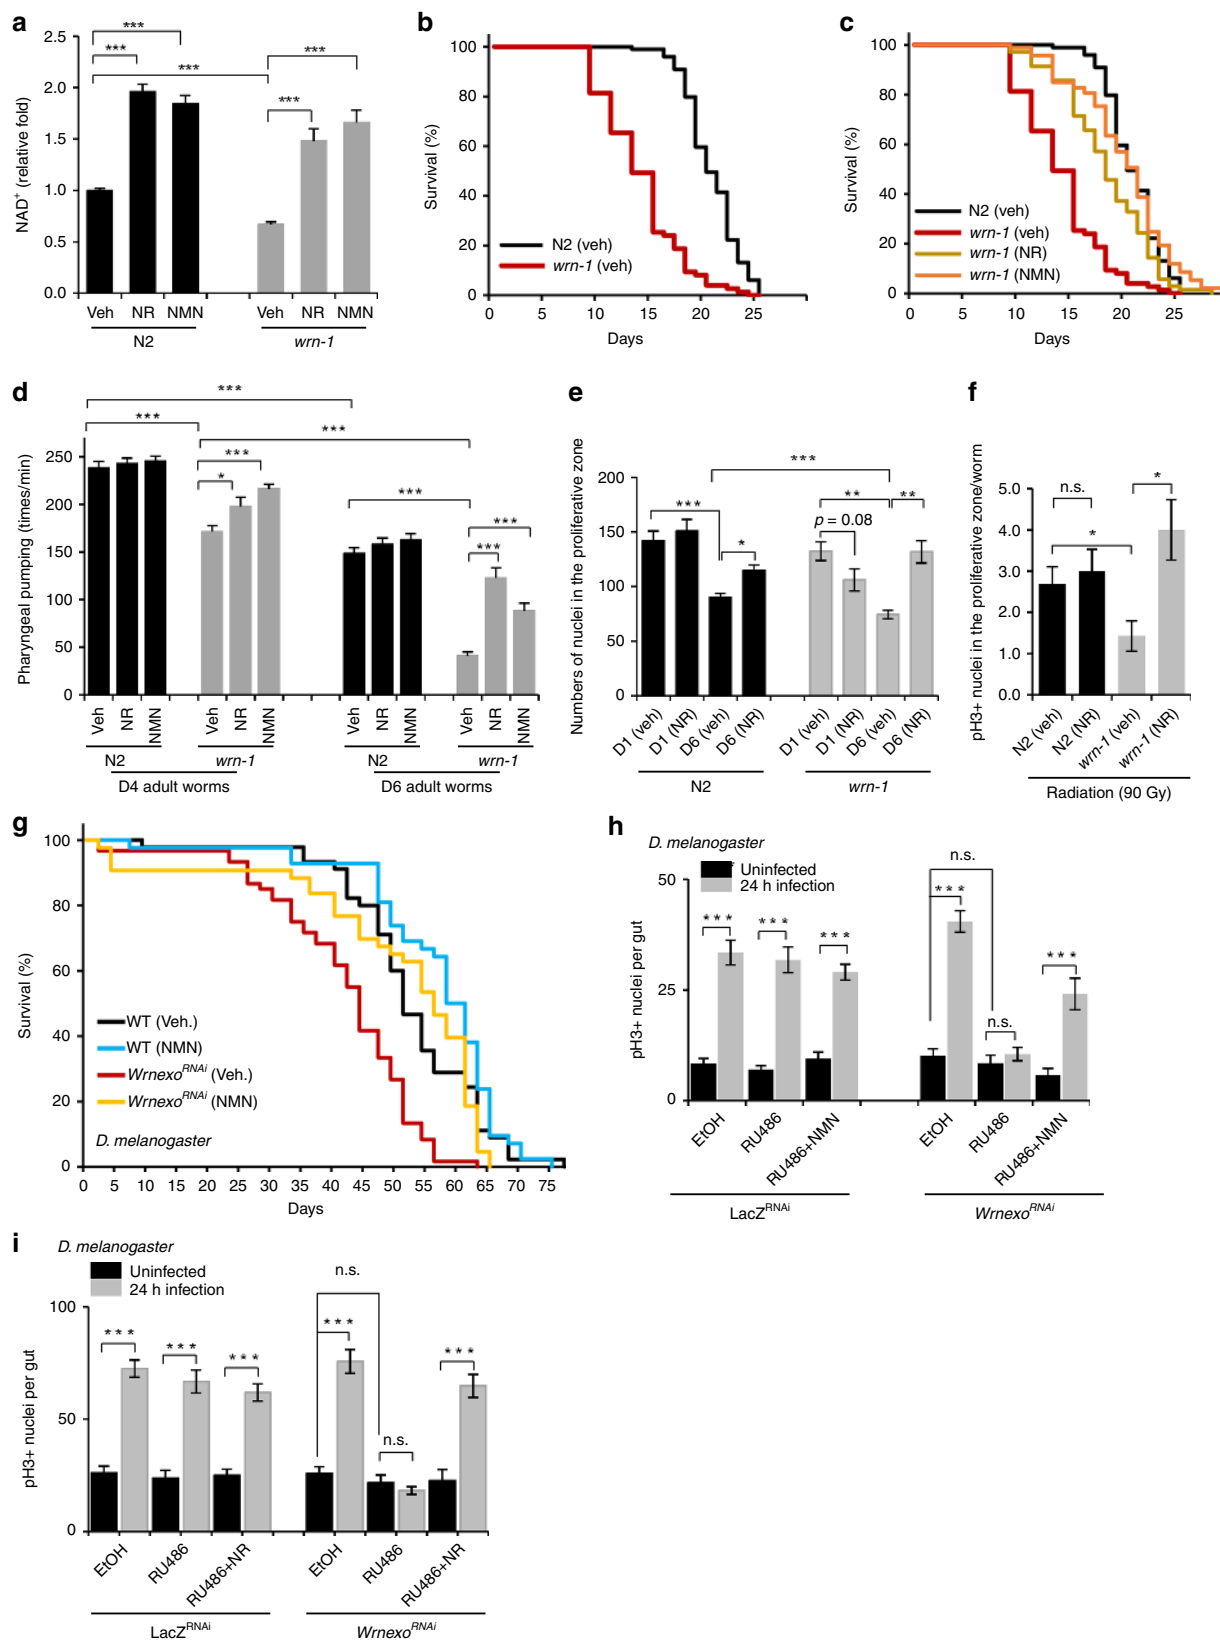 a
NAD+ (relative fold)
2.5
2.0
1.5
1.0
0.5
0.0
***
***
***
***
***
Veh NR NMN Veh NR NMN
N2 wrn-1
b
Survival (%)
100
80
60
40
20
0
N2 (veh)
wrn-1 (veh)
0 5 10 15 20 25
Days
c
Survival (%)
100
80
60
40
20
0
N2 (veh)
wrn-1 (veh)
wrn-1 (NR)
wrn-1 (NMN)
0 5 10 15 20 25
Days
d
Pharyngeal pumping (times/min)
250
200
150
100
50
0
***
***
***
***
*
***
***
***
Veh NR NMN Veh NR NMN Veh NR NMN Veh NR NMN
N2 wrn-1 N2 wrn-1
D4 adult worms D6 adult worms
e
Numbers of nuclei in the proliferative zone
200
150
100
50
0
***
*** ** **
p = 0.08
*
D1 (veh) D1 (NR) D6 (veh) D6 (NR) D1 (veh) D1 (NR) D6 (veh) D6 (NR)
N2 wrn-1
f
pH3+ nuclei in the proliferative zone/worm
5.0
4.0
3.0
2.0
1.0
0.0
n.s.
*
*
N2 (veh) N2 (NR) wrn-1 (veh) wrn-1 (NR)
Radiation (90 Gy)
g
Survival (%)
100
80
60
40
20
0
WT (Veh.)
WT (NMN)
Wrnexo^RNAi (Veh.)
Wrnexo^RNAi (NMN)
D. melanogaster
0 5 10 15 20 25 30 35 40 45 50 55 60 65 70 75
Days
h
D. melanogaster
Uninfected
24 h infection
pH3+ nuclei per gut
50
25
0
*** *** ***
n.s.
***
n.s.
***
EtOH RU486 RU486+NMN EtOH RU486 RU486+NMN
LacZ^RNAi Wrnexo^RNAi
i
D. melanogaster
Uninfected
24 h infection
pH3+ nuclei per gut
100
50
0
*** *** ***
n.s.
***
n.s.
***
EtOH RU486 RU486+NR EtOH RU486 RU486+NR
LacZ^RNAi Wrnexo^RNAi